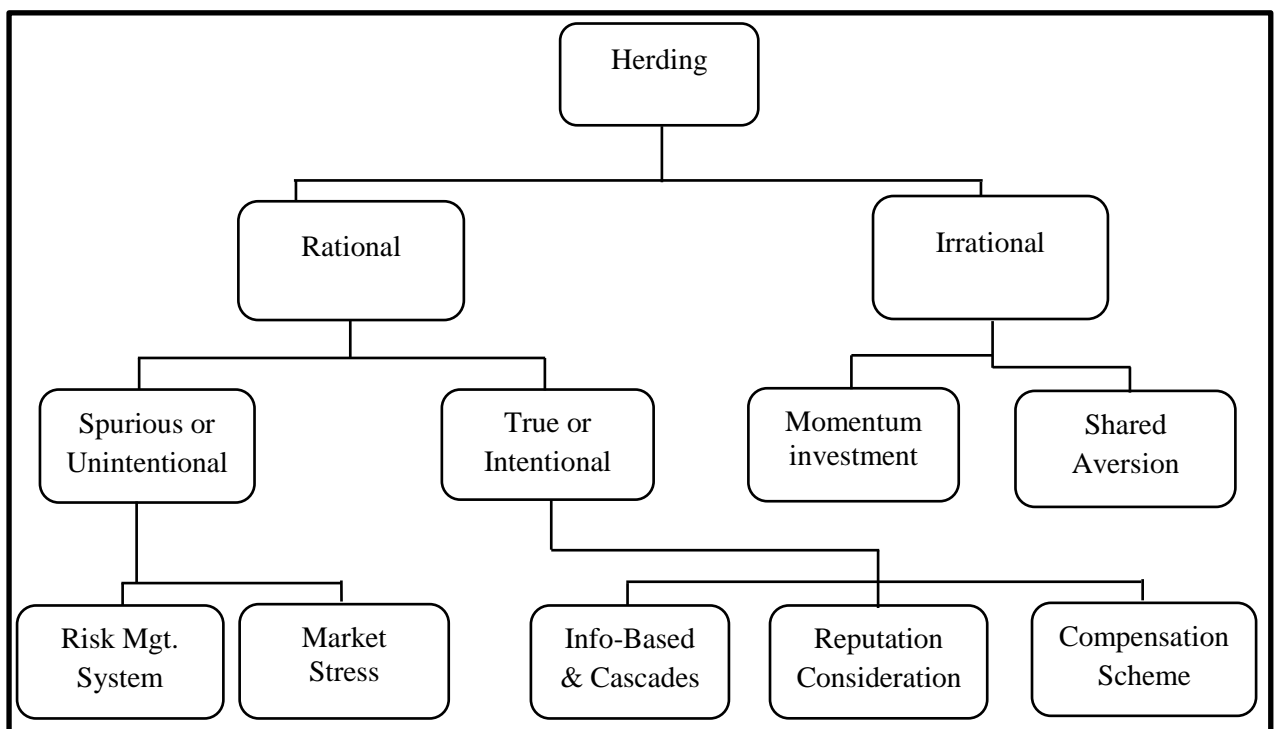 Herding
Rational
Irrational
Spurious or
Unintentional
True or
Intentional
Momentum
investment
Shared
Aversion
Risk Mgt.
System
Market
Stress
Info-Based
& Cascades
Reputation
Consideration
Compensation
Scheme